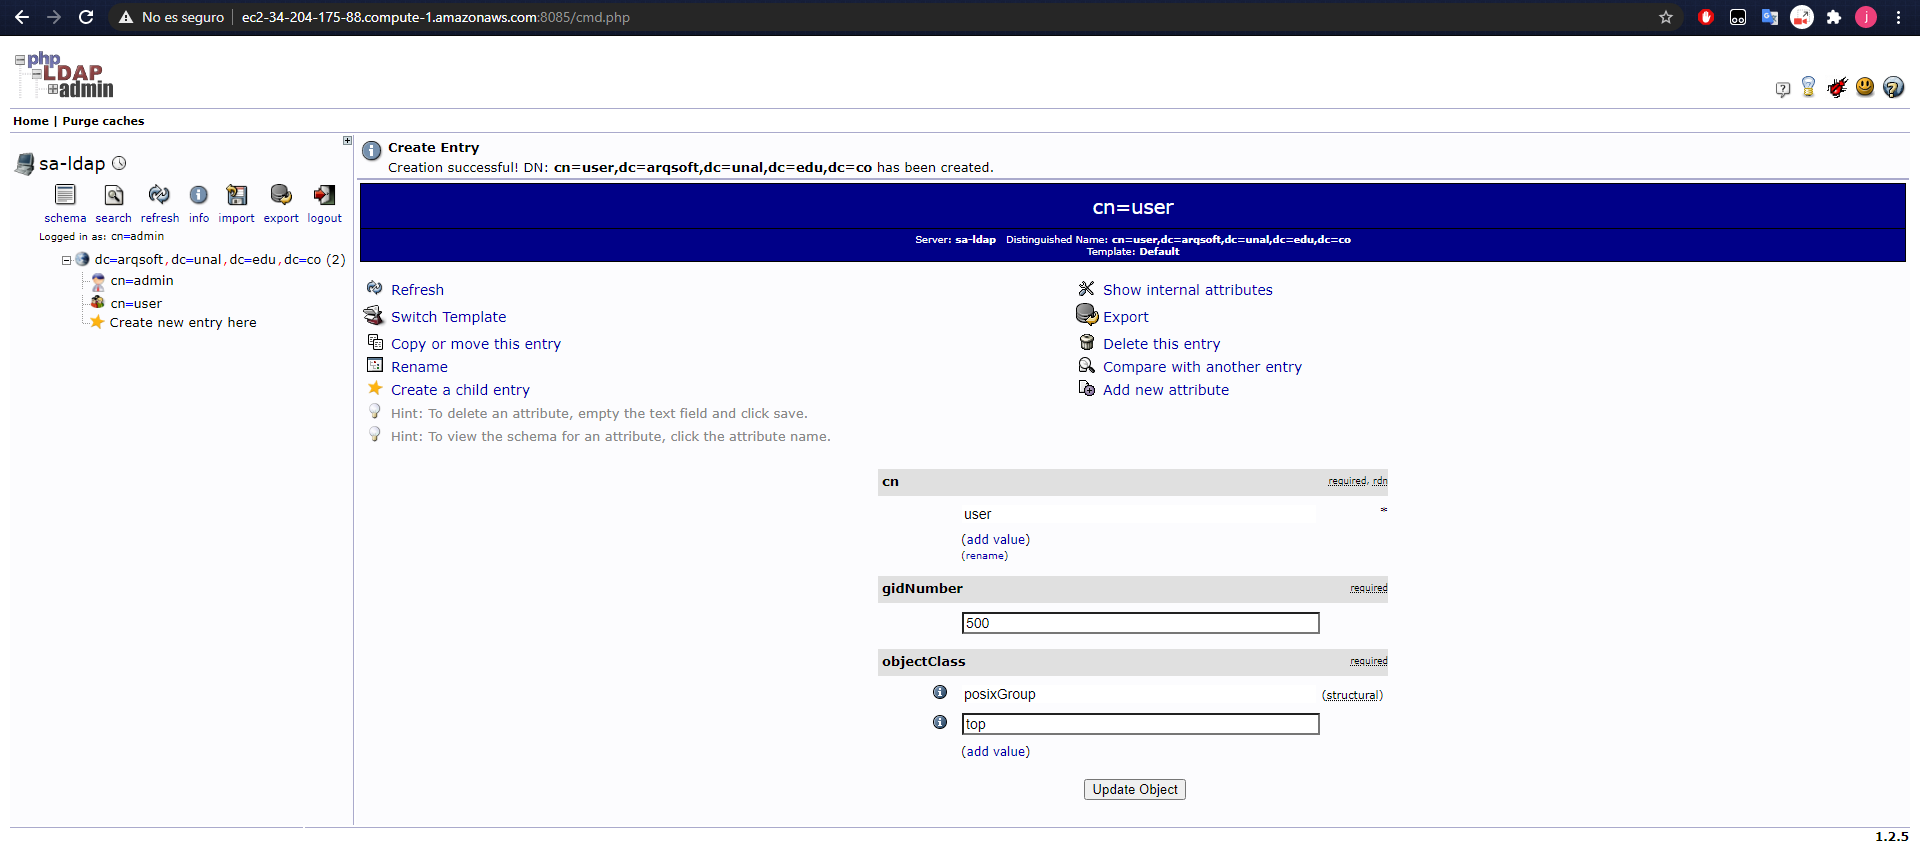 No es seguro ec2-34-204-175-88.compute-1.amazonaws.com:8085/cmd.php
j
php
LDAP
admin
Home | Purge caches
sa-ldap
schema search refresh info import export logout
Logged in as: cn=admin
dc=arqsoft,dc=unal,dc=edu,dc=co (2)
cn=admin
cn=user
Create new entry here
Create Entry
Creation successful! DN: cn=user,dc=arqsoft,dc=unal,dc=edu,dc=co has been created.
cn=user
Server: sa-ldap Distinguished Name: cn=user,dc=arqsoft,dc=unal,dc=edu,dc=co
Template: Default
Refresh Show internal attributes
Switch Template Export
Copy or move this entry Delete this entry
Rename Compare with another entry
Create a child entry Add new attribute
Hint: To delete an attribute, empty the text field and click save.
Hint: To view the schema for an attribute, click the attribute name.
cn required, rdn
user *
(add value)
(rename)
gidNumber required
500
objectClass required
posixGroup (structural)
top
(add value)
Update Object
1.2.5